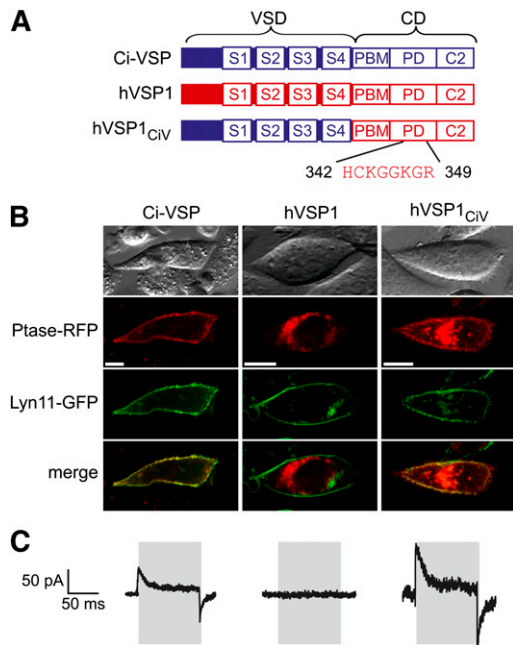 A
VSD CD
Ci-VSP S1 S2 S3 S4 PBM PD C2
hVSP1 S1 S2 S3 S4 PBM PD C2
hVSP1CiV S1 S2 S3 S4 PBM PD C2
342 HCKGGKGR 349
B
Ci-VSP hVSP1 hVSP1CiV
Ptase-RFP
Lyn11-GFP
merge
C
50 pA
50 ms